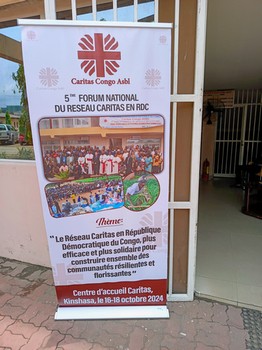 Caritas Congo Asbl
5ᵉᵐᵉ FORUM NATIONAL
DU RESEAU CARITAS EN RDC
Thème
" Le Réseau Caritas en République
Démocratique du Congo, plus
efficace et plus solidaire pour
construire ensemble des
communautés résilientes et
florissantes "
Centre d'accueil Caritas,
Kinshasa, le 16-18 octobre 2024